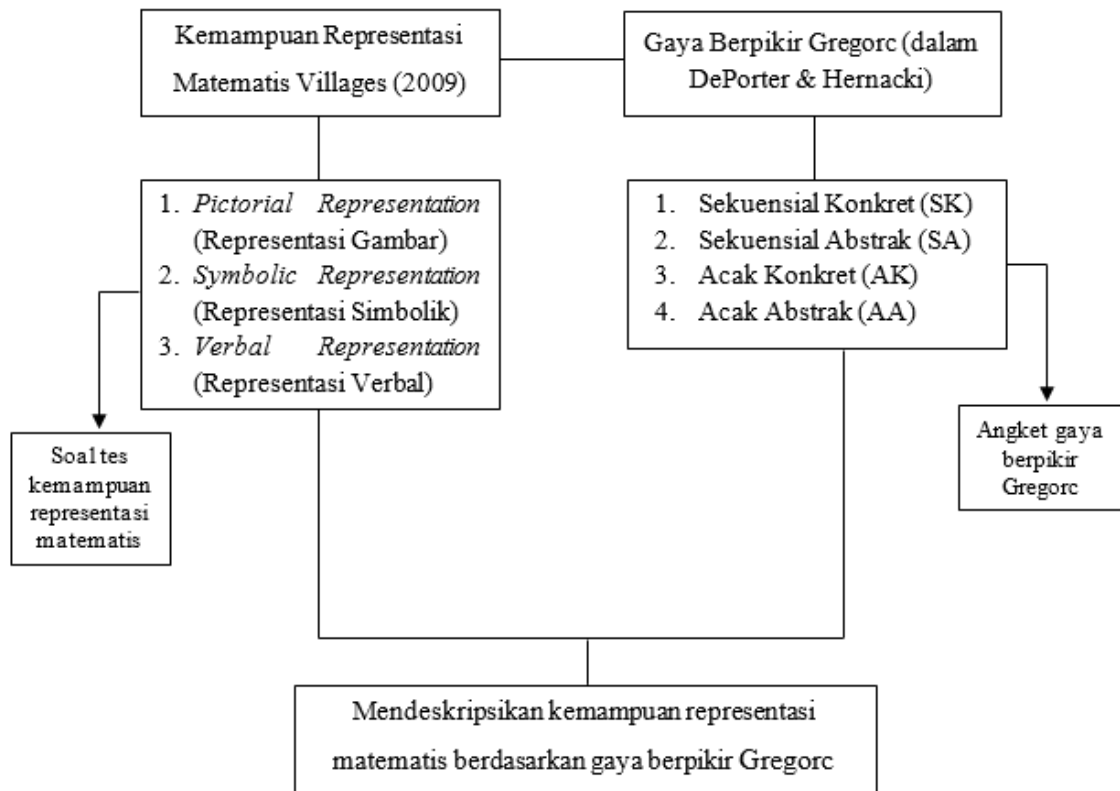 Kemampuan Representasi
Matematis Villages (2009)
Gaya Berpikir Gregorc (dalam
DePorter & Hernacki)
1. Pictorial Representation
(Representasi Gambar)
2. Symbolic Representation
(Representasi Simbolik)
3. Verbal Representation
(Representasi Verbal)
1. Sekuensial Konkret (SK)
2. Sekuensial Abstrak (SA)
3. Acak Konkret (AK)
4. Acak Abstrak (AA)
Soal tes
kemampuan
representasi
matematis
Angket gaya
berpikir
Gregorc
Mendeskripsikan kemampuan representasi
matematis berdasarkan gaya berpikir Gregorc